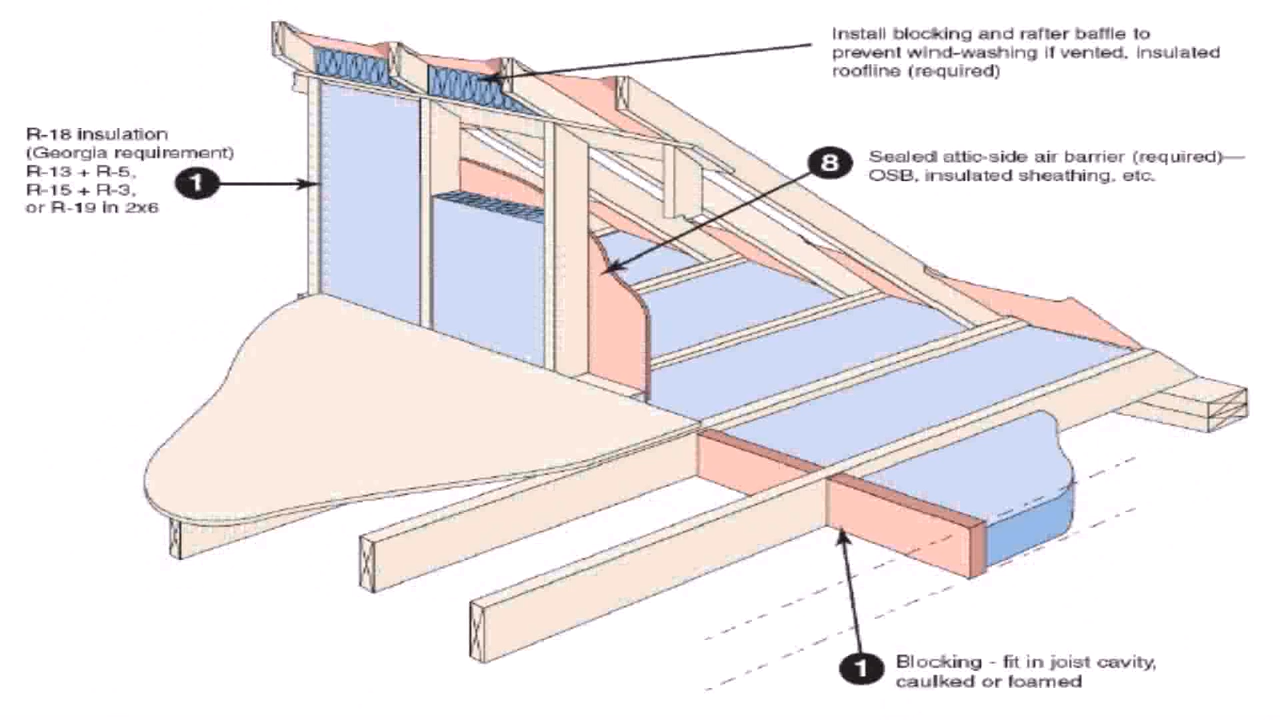 Install blocking and rafter baffle to
prevent wind-washing if vented, insulated
roofline (required)
R-18 insulation
(Georgia requirement)
R-13 + R-5,
R-15 + R-3,
or R-19 in 2x6
1
8
Sealed attic-side air barrier (required)—
OSB, insulated sheathing, etc.
1
Blocking - fit in joist cavity,
caulked or foamed